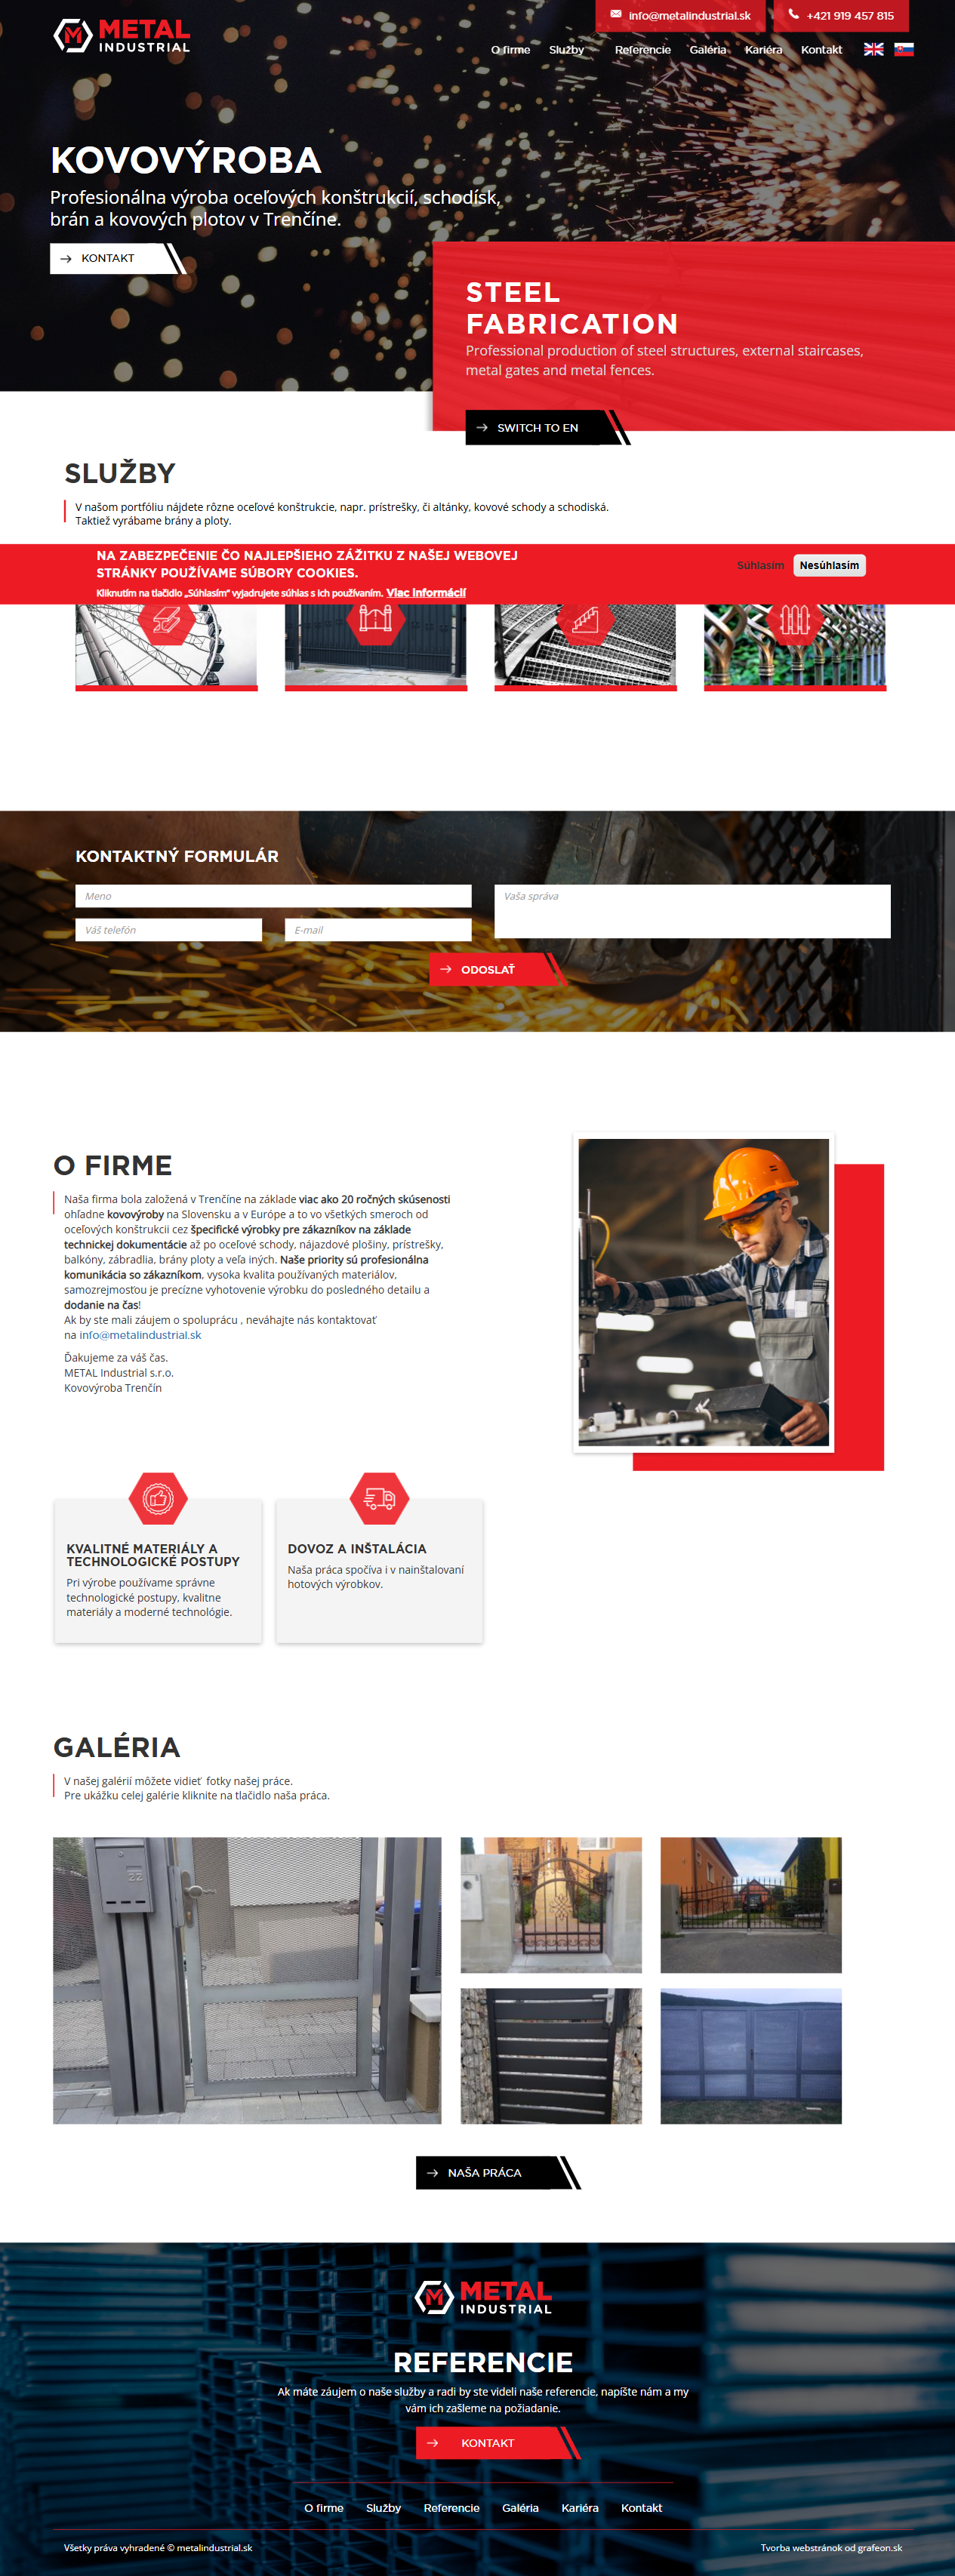 info@metalindustrial.sk
+421 919 457 815
METAL
INDUSTRIAL
O firme
Služby
Referencie
Galéria
Kariéra
Kontakt
KOVOVÝROBA
Profesionálna výroba oceľových konštrukcií, schodísk,
brán a kovových plotov v Trenčíne.
KONTAKT
STEEL
FABRICATION
Professional production of steel structures, external staircases,
metal gates and metal fences.
SWITCH TO EN
SLUŽBY
V našom portfóliu nájdete rôzne oceľové konštrukcie, napr. prístrešky, či altánky, kovové schody a schodiská.
Taktiež vyrábame brány a ploty.
NA ZABEZPEČENIE ČO NAJLEPŠIEHO ZÁŽITKU Z NAŠEJ WEBOVEJ
STRÁNKY POUŽÍVAME SÚBORY COOKIES.
Kliknutím na tlačidlo „Súhlasím“ vyjadrujete súhlas s ich používaním. Viac informácií
Súhlasím
Nesúhlasím
KONTAKTNÝ FORMULÁR
Meno
Vaša správa
Váš telefón
E-mail
ODOSLAŤ
O FIRME
Naša firma bola založená v Trenčíne na základe viac ako 20 ročných skúsenosti
ohľadne kovovýroby na Slovensku a v Európe a to vo všetkých smeroch od
oceľových konštrukcii cez špecifické výrobky pre zákazníkov na základe
technickej dokumentácie až po oceľové schody, nájazdové plošiny, prístrešky,
balkóny, zábradlia, brány ploty a veľa iných. Naše priority sú profesionálna
komunikácia so zákazníkom, vysoka kvalita používaných materiálov,
samozrejmosťou je precízne vyhotovenie výrobku do posledného detailu a
dodanie na čas!
Ak by ste mali záujem o spoluprácu , neváhajte nás kontaktovať
na info@metalindustrial.sk
Ďakujeme za váš čas.
METAL Industrial s.r.o.
Kovovýroba Trenčín
KVALITNÉ MATERIÁLY A
TECHNOLOGICKÉ POSTUPY
Pri výrobe používame správne
technologické postupy, kvalitne
materiály a moderné technológie.
DOVOZ A INŠTALÁCIA
Naša práca spočíva i v nainštalovaní
hotových výrobkov.
GALÉRIA
V našej galérií môžete vidieť fotky našej práce.
Pre ukážku celej galérie kliknite na tlačidlo naša práca.
22
NAŠA PRÁCA
METAL
INDUSTRIAL
REFERENCIE
Ak máte záujem o naše služby a radi by ste videli naše referencie, napíšte nám a my
vám ich zašleme na požiadanie.
KONTAKT
O firme
Služby
Referencie
Galéria
Kariéra
Kontakt
Všetky práva vyhradené © metalindustrial.sk
Tvorba webstránok od grafeon.sk